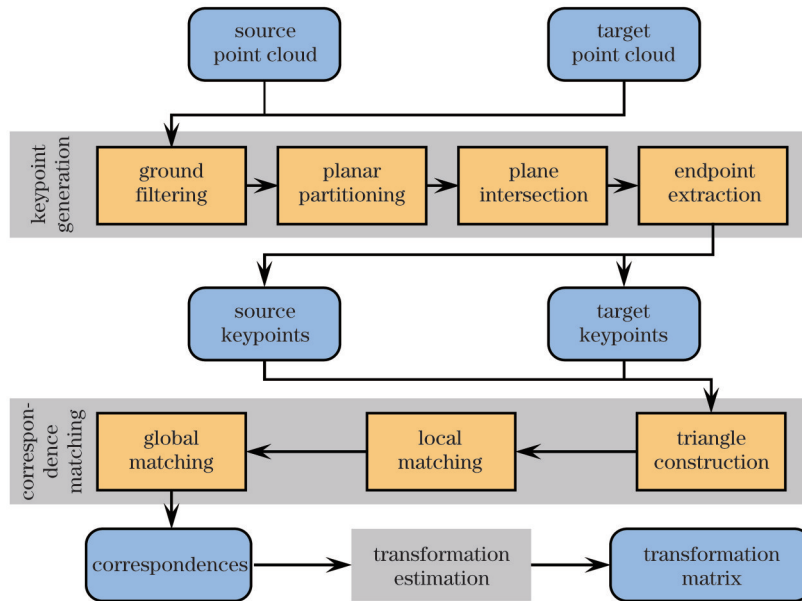 source
point cloud
target
point cloud
keypoint
generation
ground
filtering
planar
partitioning
plane
intersection
endpoint
extraction
source
keypoints
target
keypoints
correspon-
dence
matching
global
matching
local
matching
triangle
construction
correspondences
transformation
estimation
transformation
matrix